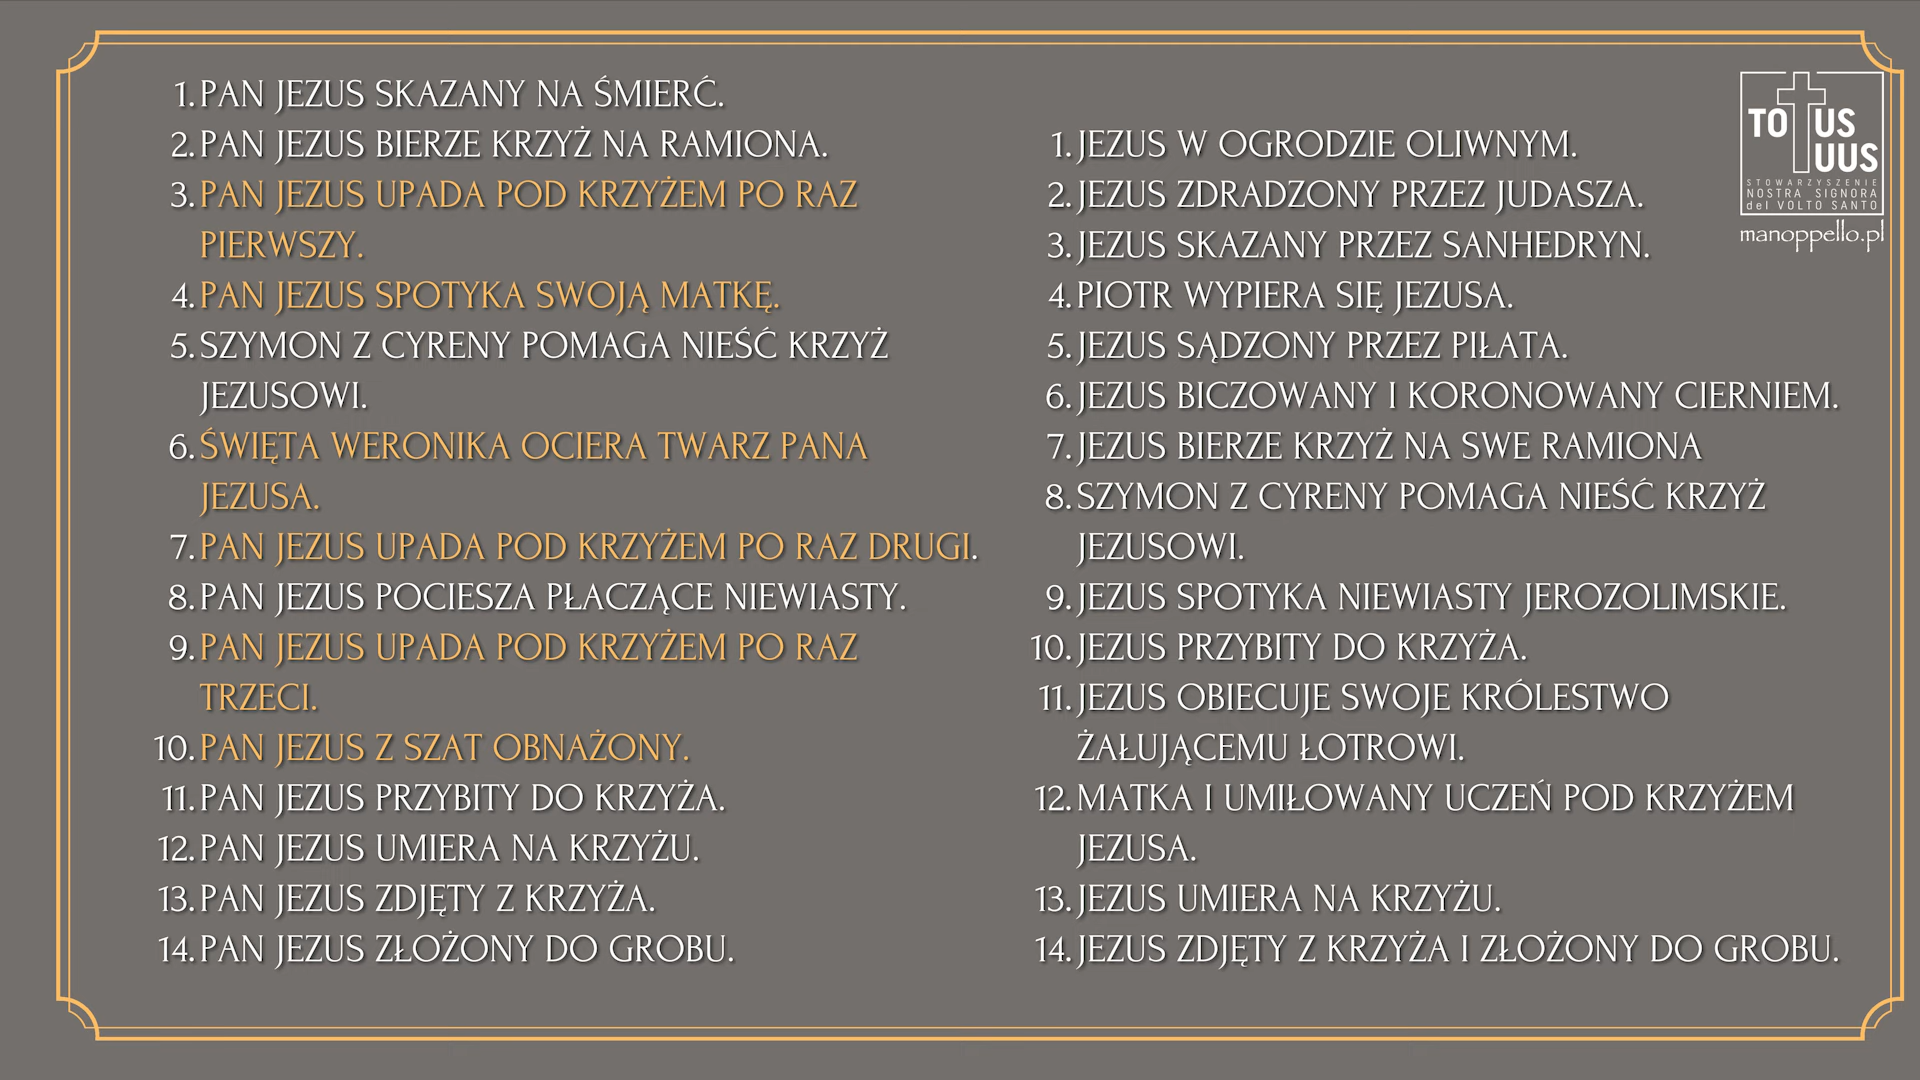 1. PAN JEZUS SKAZANY NA ŚMIERĆ.
2. PAN JEZUS BIERZE KRZYŻ NA RAMIONA.
3. PAN JEZUS UPADA POD KRZYŻEM PO RAZ
PIERWSZY.
4. PAN JEZUS SPOTYKA SWOJĄ MATKĘ.
5. SZYMON Z CYRENY POMAGA NIEŚĆ KRZYŻ
JEZUSOWI.
6. ŚWIĘTA WERONIKA OCIERA TWARZ PANA
JEZUSA.
7. PAN JEZUS UPADA POD KRZYŻEM PO RAZ DRUGI.
8. PAN JEZUS POCIESZA PŁACZĄCE NIEWIASTY.
9. PAN JEZUS UPADA POD KRZYŻEM PO RAZ
TRZECI.
10. PAN JEZUS Z SZAT OBNAŻONY.
11. PAN JEZUS PRZYBITY DO KRZYŻA.
12. PAN JEZUS UMIERA NA KRZYŻU.
13. PAN JEZUS ZDJĘTY Z KRZYŻA.
14. PAN JEZUS ZŁOŻONY DO GROBU.
1. JEZUS W OGRODZIE OLIWNYM.
2. JEZUS ZDRADZONY PRZEZ JUDASZA.
3. JEZUS SKAZANY PRZEZ SANHEDRYN.
4. PIOTR WYPIERA SIĘ JEZUSA.
5. JEZUS SĄDZONY PRZEZ PIŁATA.
6. JEZUS BICZOWANY I KORONOWANY CIERNIEM.
7. JEZUS BIERZE KRZYŻ NA SWE RAMIONA
8. SZYMON Z CYRENY POMAGA NIEŚĆ KRZYŻ
JEZUSOWI.
9. JEZUS SPOTYKA NIEWIASTY JEROZOLIMSKIE.
10. JEZUS PRZYBITY DO KRZYŻA.
11. JEZUS OBIECUJE SWOJE KRÓLESTWO
ŻAŁUJĄCEMU ŁOTROWI.
12. MATKA I UMIŁOWANY UCZEŃ POD KRZYŻEM
JEZUSA.
13. JEZUS UMIERA NA KRZYŻU.
14. JEZUS ZDJĘTY Z KRZYŻA I ZŁOŻONY DO GROBU.
TOTUS
TUUS
STOWARZYSZENIE
NOSTRA SIGNORA
del VOLTO SANTO
manoppello.pl